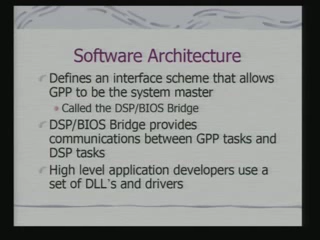 Software Architecture
Defines an interface scheme that allows
GPP to be the system master
Called the DSP/BIOS Bridge
DSP/BIOS Bridge provides
communications between GPP tasks and
DSP tasks
High level application developers use a
set of DLL's and drivers